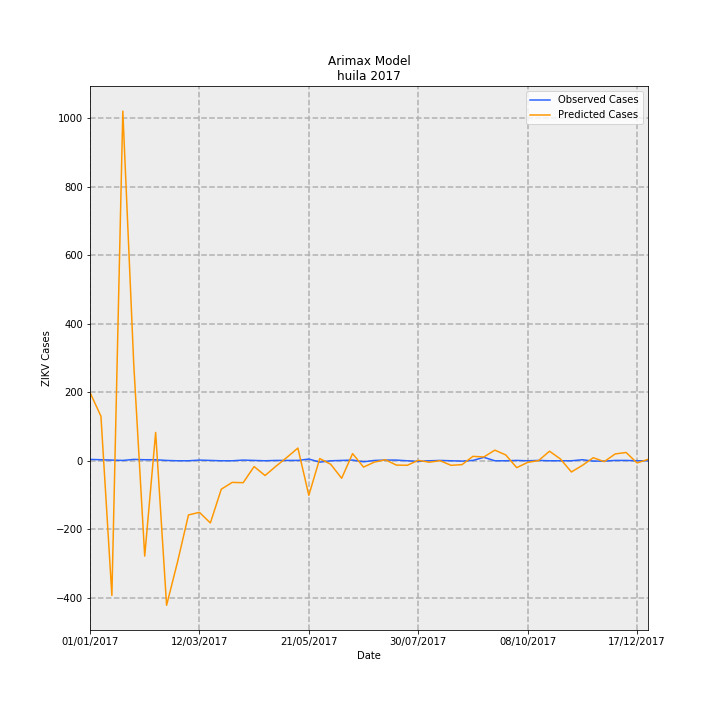 Arimax Model
huila 2017
Observed Cases
Predicted Cases
ZIKV Cases
1000
800
600
400
200
0
−200
−400
01/01/2017
12/03/2017
21/05/2017
30/07/2017
08/10/2017
17/12/2017
Date